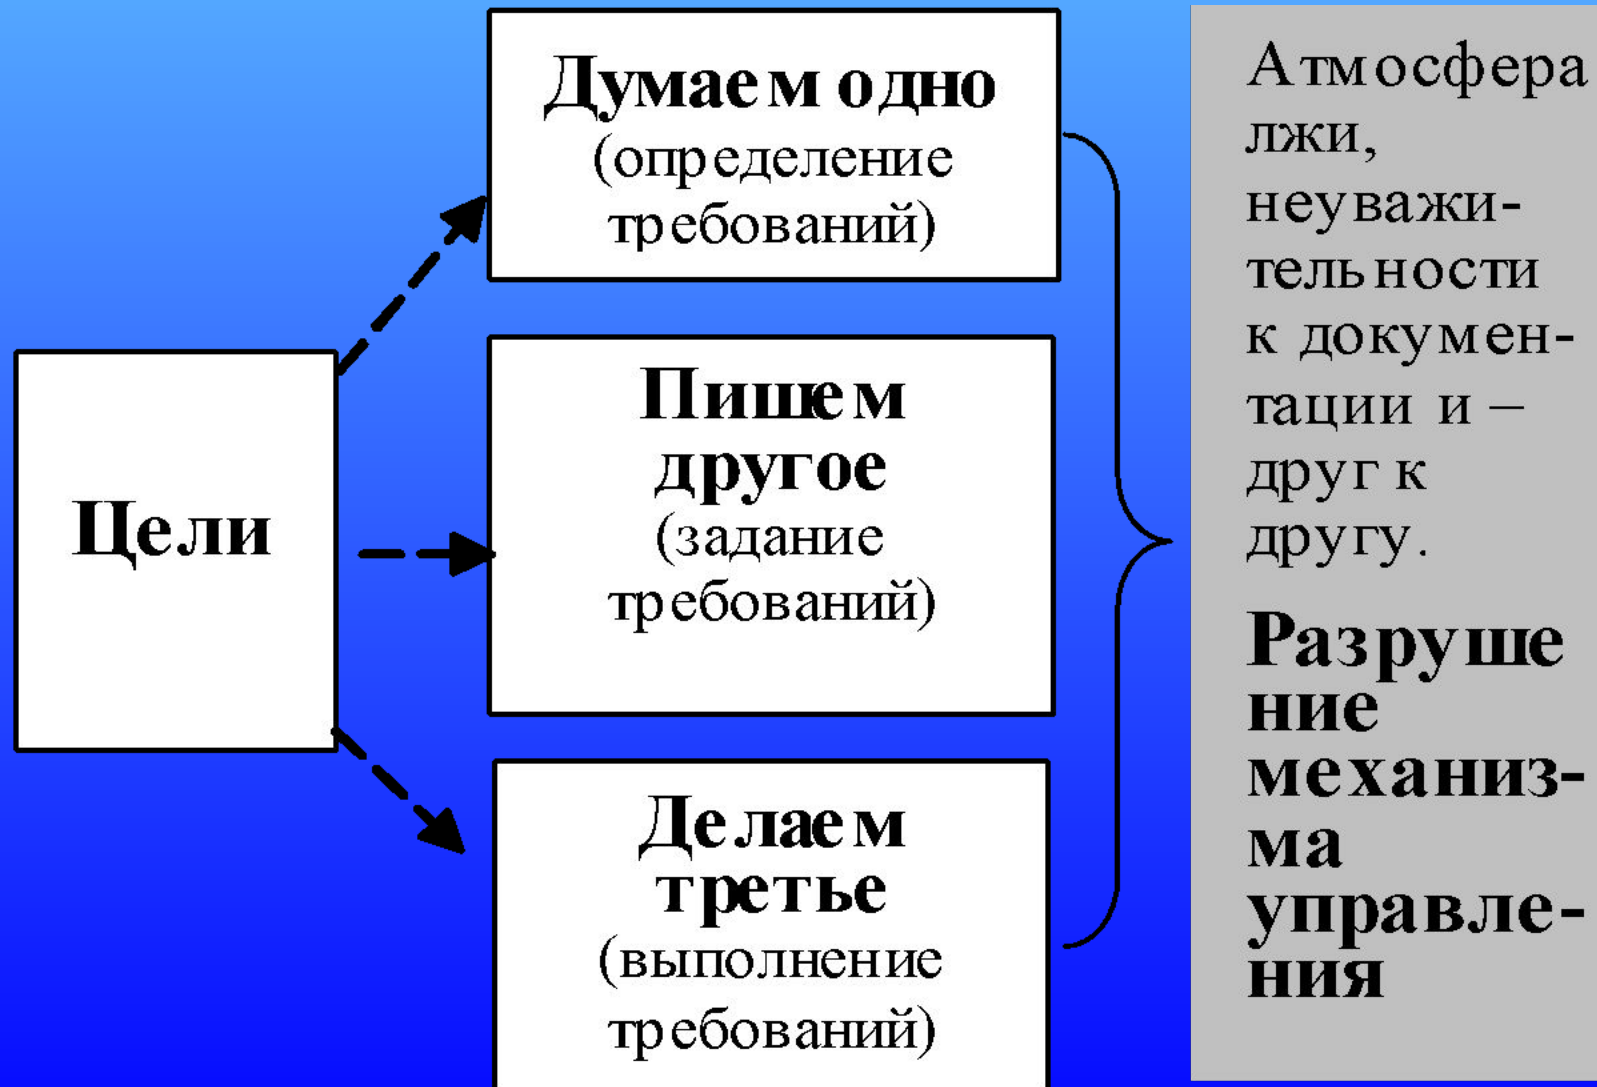 Цели
Думаем одно
(определение
требований)
Пишем
другое
(задание
требований)
Делаем
третье
(выполнение
требований)
Атмосфера
лжи,
неуважи-
тельности
к докумен-
тации и –
друг к
другу.
Разруше
ние
механиз-
ма
управле-
ния